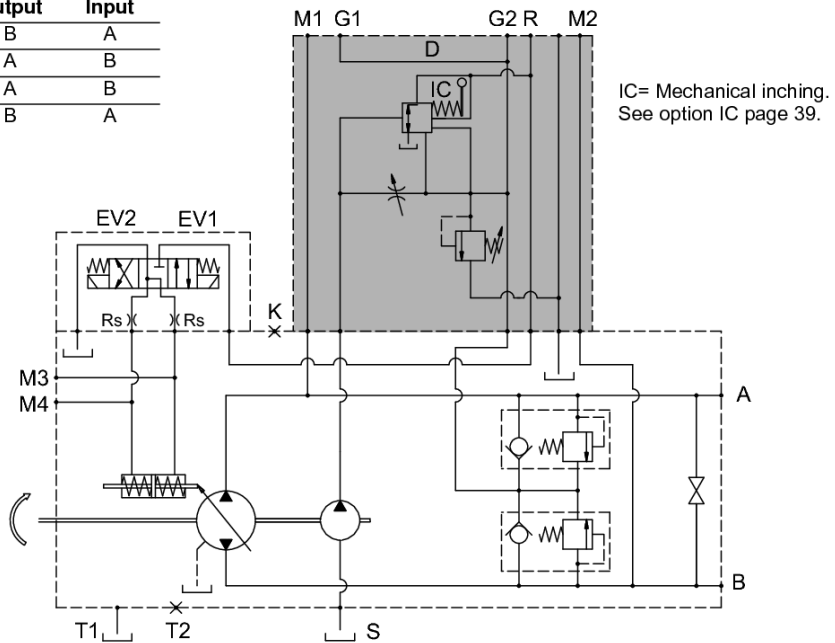 Input
B A
A B
A B
B A
M1 G1 G2 R M2
D
IC
IC= Mechanical inching.
See option IC page 39.
EV2 EV1
Rs Rs
K
M3
M4
A
B
T1 T2 S